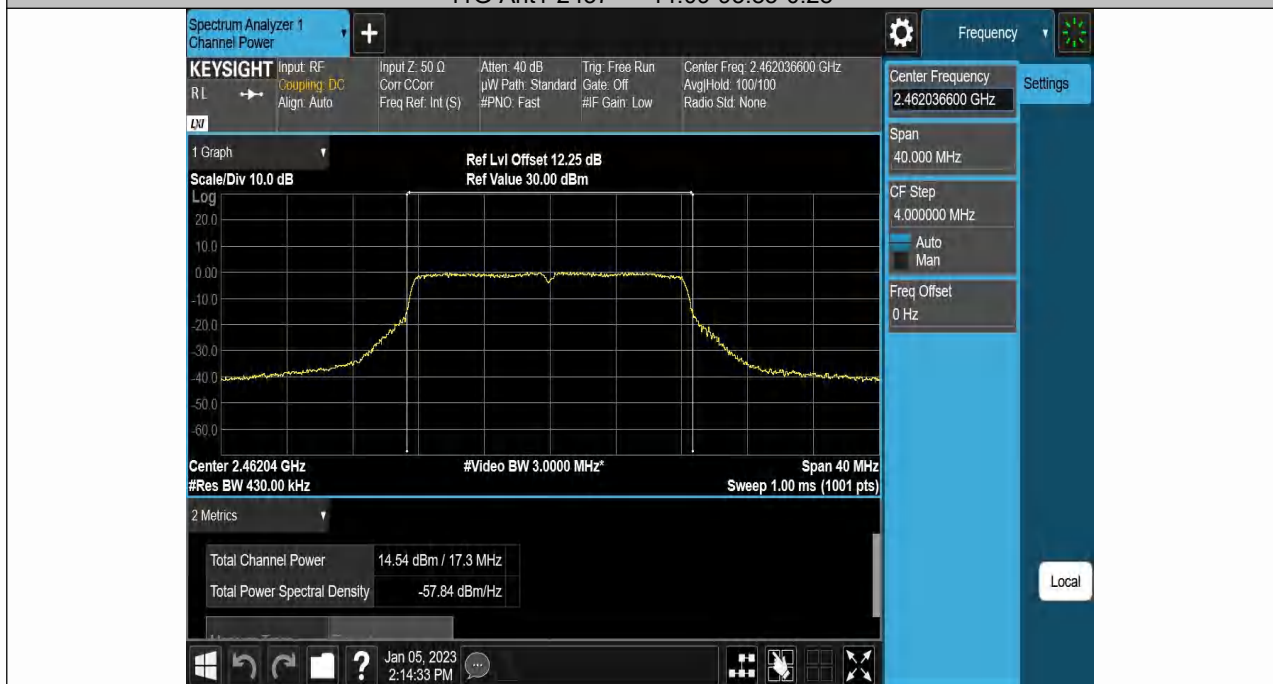 Spectrum Analyzer 1
Channel Power
+
Frequency
KEYSIGHT
RL
LXI
Input: RF
Coupling: DC
Align: Auto
Input Z: 50 Ω
Corr CCorr
Freq Ref: Int (S)
Atten: 40 dB
µW Path: Standard
#PNO: Fast
Trig: Free Run
Gate: Off
#IF Gain: Low
Center Freq: 2.462036600 GHz
Avg|Hold: 100/100
Radio Std: None
Center Frequency
2.462036600 GHz
Settings
Span
40.000 MHz
CF Step
4.000000 MHz
Auto
Man
Freq Offset
0 Hz
1 Graph
Ref Lvl Offset 12.25 dB
Scale/Div 10.0 dB
Ref Value 30.00 dBm
Log
20.0
10.0
0.00
-10.0
-20.0
-30.0
-40.0
-50.0
-60.0
Center 2.46204 GHz
#Video BW 3.0000 MHz*
Span 40 MHz
#Res BW 430.00 kHz
Sweep 1.00 ms (1001 pts)
2 Metrics
Total Channel Power
14.54 dBm / 17.3 MHz
Total Power Spectral Density
-57.84 dBm/Hz
Local
?
Jan 05, 2023
2:14:33 PM